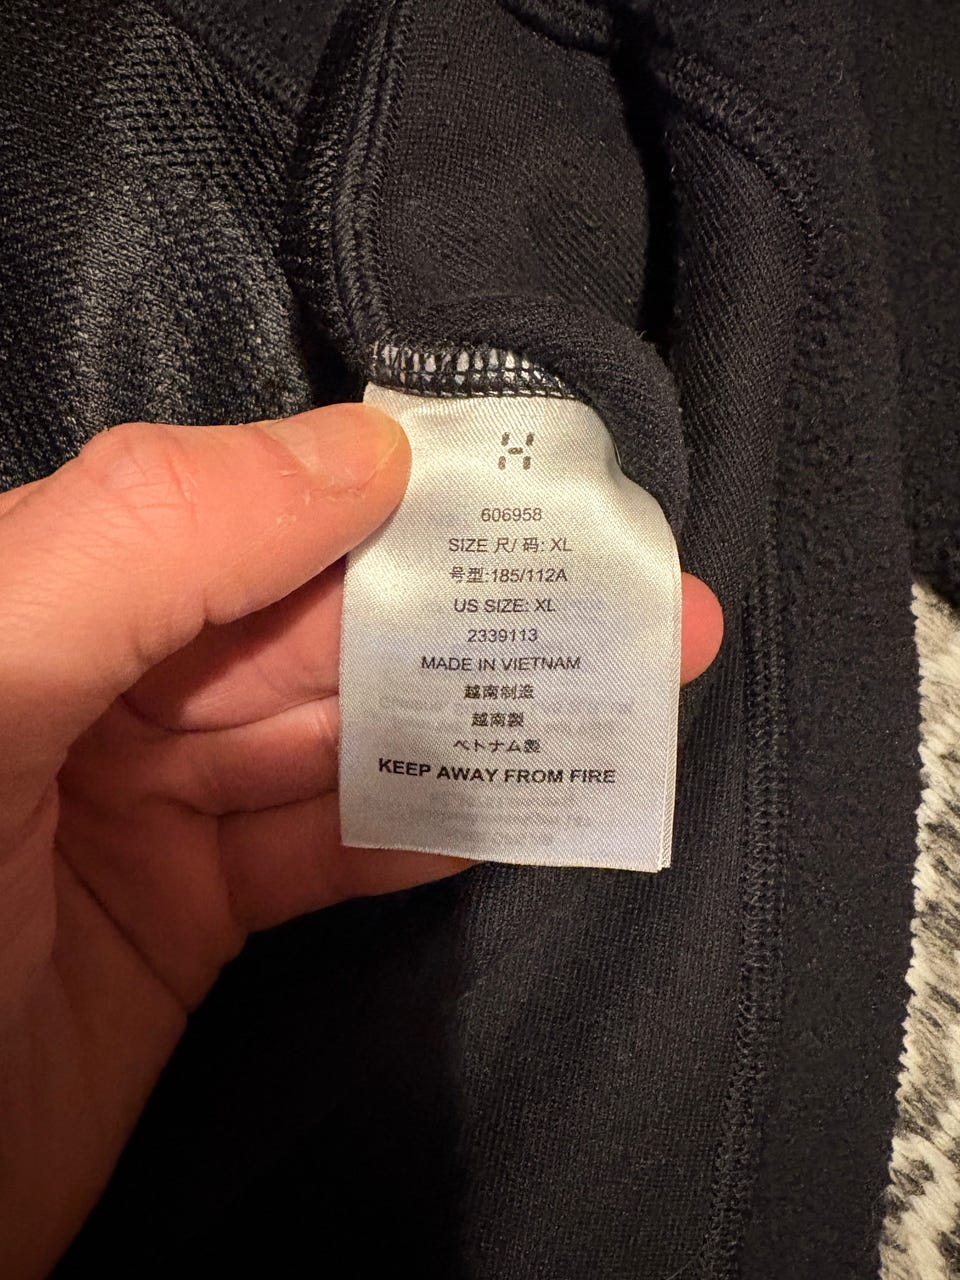 H
606958
SIZE 尺/ 码: XL
号型:185/112A
US SIZE: XL
2339113
MADE IN VIETNAM
越南制造
越南製
ベトナム製
KEEP AWAY FROM FIRE